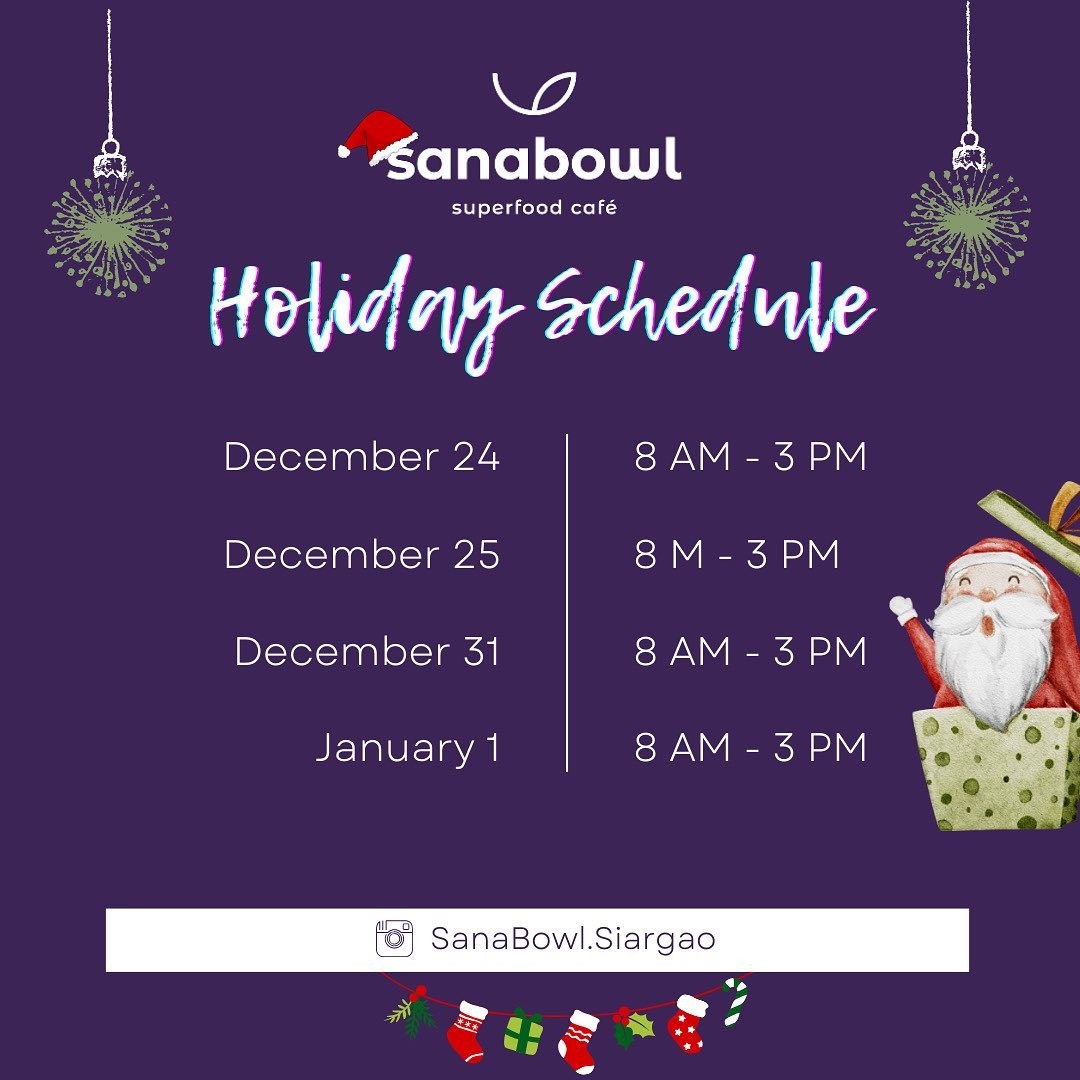 sanabowl
superfood café
Holiday Schedule
December 24 8 AM - 3 PM
December 25 8 M - 3 PM
December 31 8 AM - 3 PM
January 1 8 AM - 3 PM
SanaBowl.Siargao